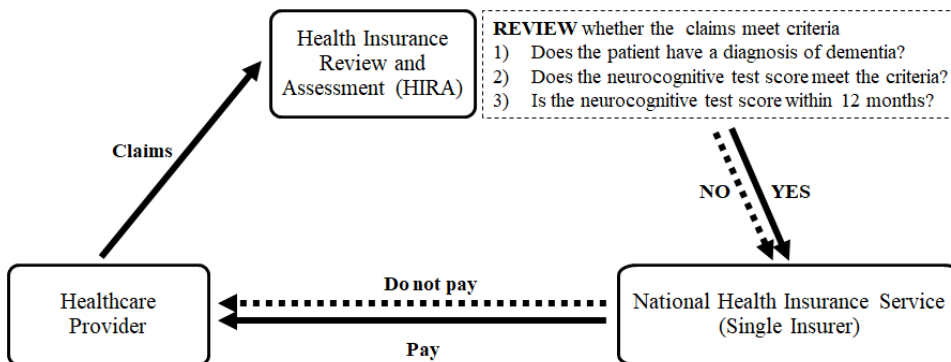 Health Insurance
Review and
Assessment (HIRA)
REVIEW whether the claims meet criteria
1) Does the patient have a diagnosis of dementia?
2) Does the neurocognitive test score meet the criteria?
3) Is the neurocognitive test score within 12 months?
Claims
NO
YES
Healthcare
Provider
Do not pay
Pay
National Health Insurance Service
(Single Insurer)